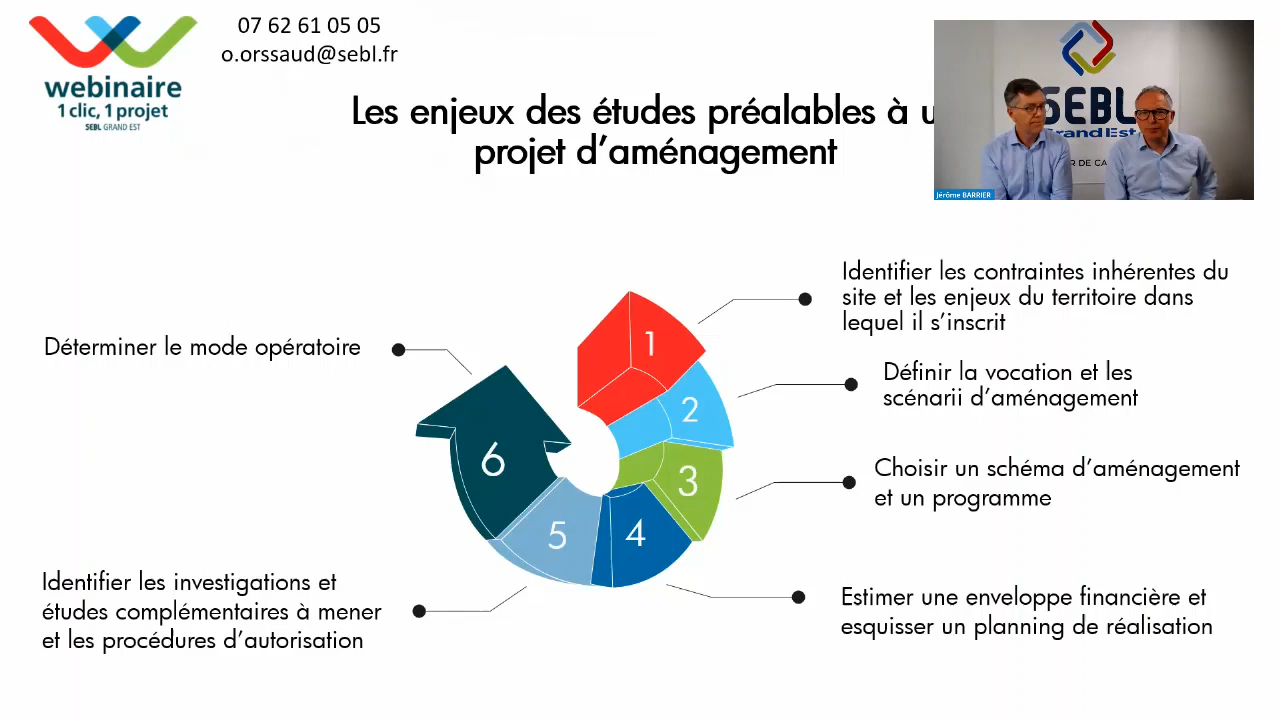 07 62 61 05 05
o.orssaud@sebl.fr
webinaire
1 clic, 1 projet
SEBL GRAND EST
Les enjeux des études préalables à u
projet d’aménagement
SEBL
Grand Est
R DE CA
Jérôme BARRIER
1
Identifier les contraintes inhérentes du
site et les enjeux du territoire dans
lequel il s’inscrit
2
Définir la vocation et les
scénarii d’aménagement
3
Choisir un schéma d’aménagement
et un programme
4
Estimer une enveloppe financière et
esquisser un planning de réalisation
5
Identifier les investigations et
études complémentaires à mener
et les procédures d’autorisation
6
Déterminer le mode opératoire